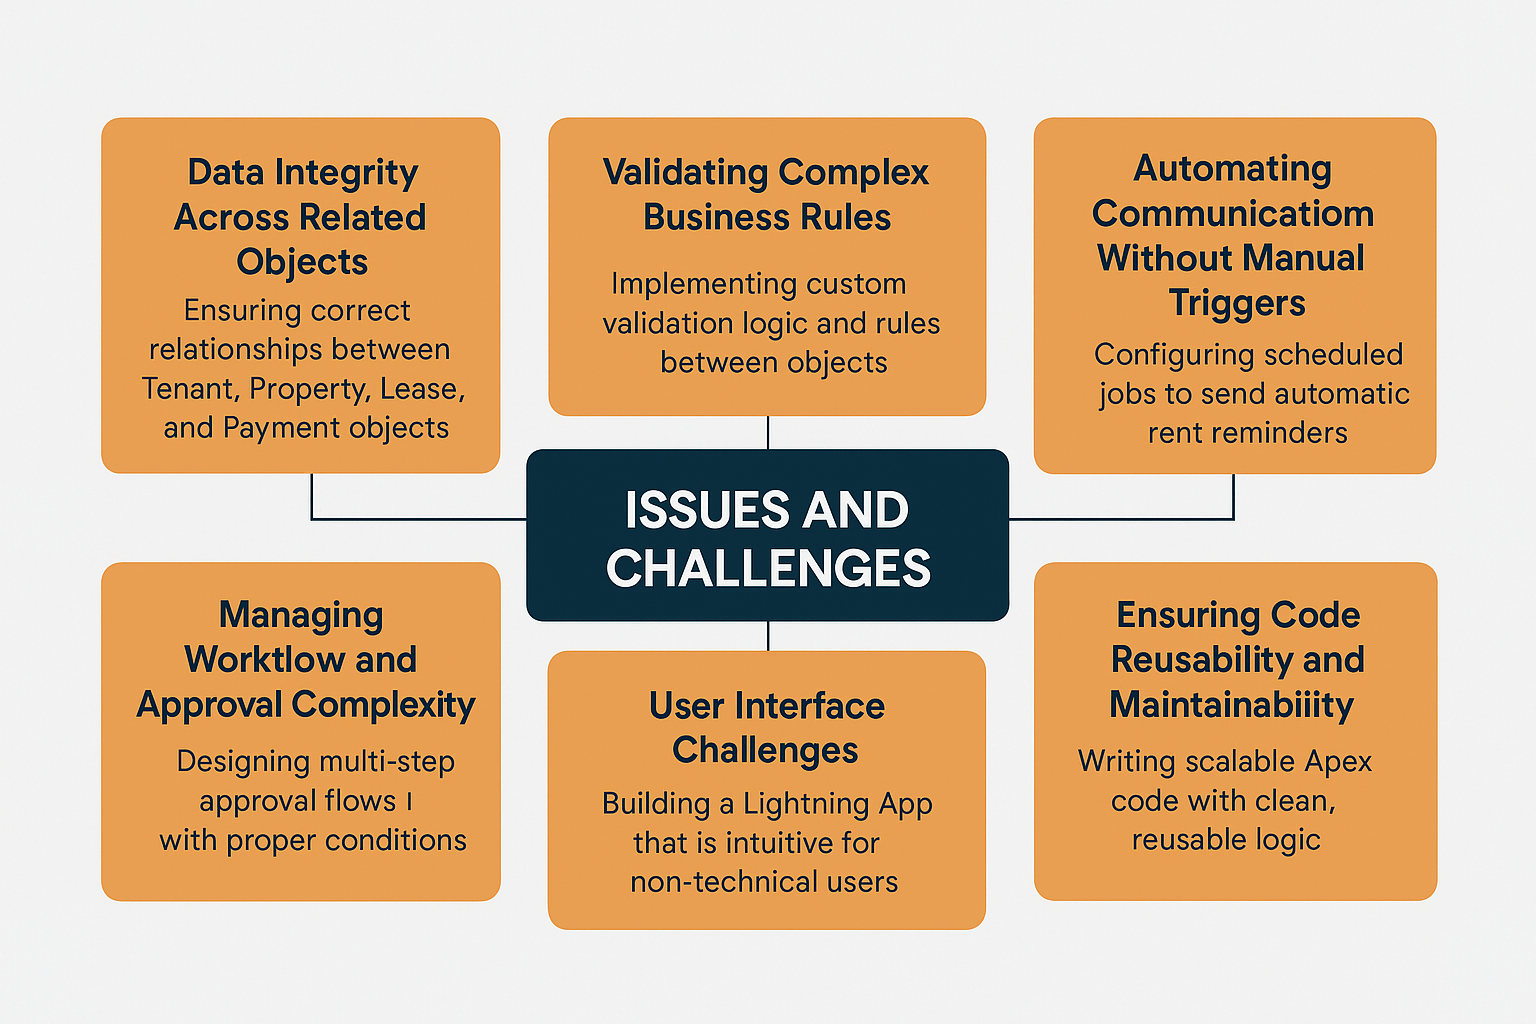 Data Integrity
Across Related
Objects
Ensuring correct
relationships between
Tenant, Property, Lease,
and Payment objects
Validating Complex
Business Rules
Implementing custom
validation logic and rules
between objects
Automating
Communicatiom
Without Manual
Triggers
Configuring scheduled
jobs to send automatic
rent reminders
ISSUES AND
CHALLENGES
Managing
Worktlow and
Approval Complexity
Designing multi-step
approval flows I
with proper conditions
User Interface
Challenges
Building a Lightning App
that is intuitive for
non-technical users
Ensuring Code
Reusability and
Maintainabiiity
Writing scalable Apex
code with clean,
reusable logic